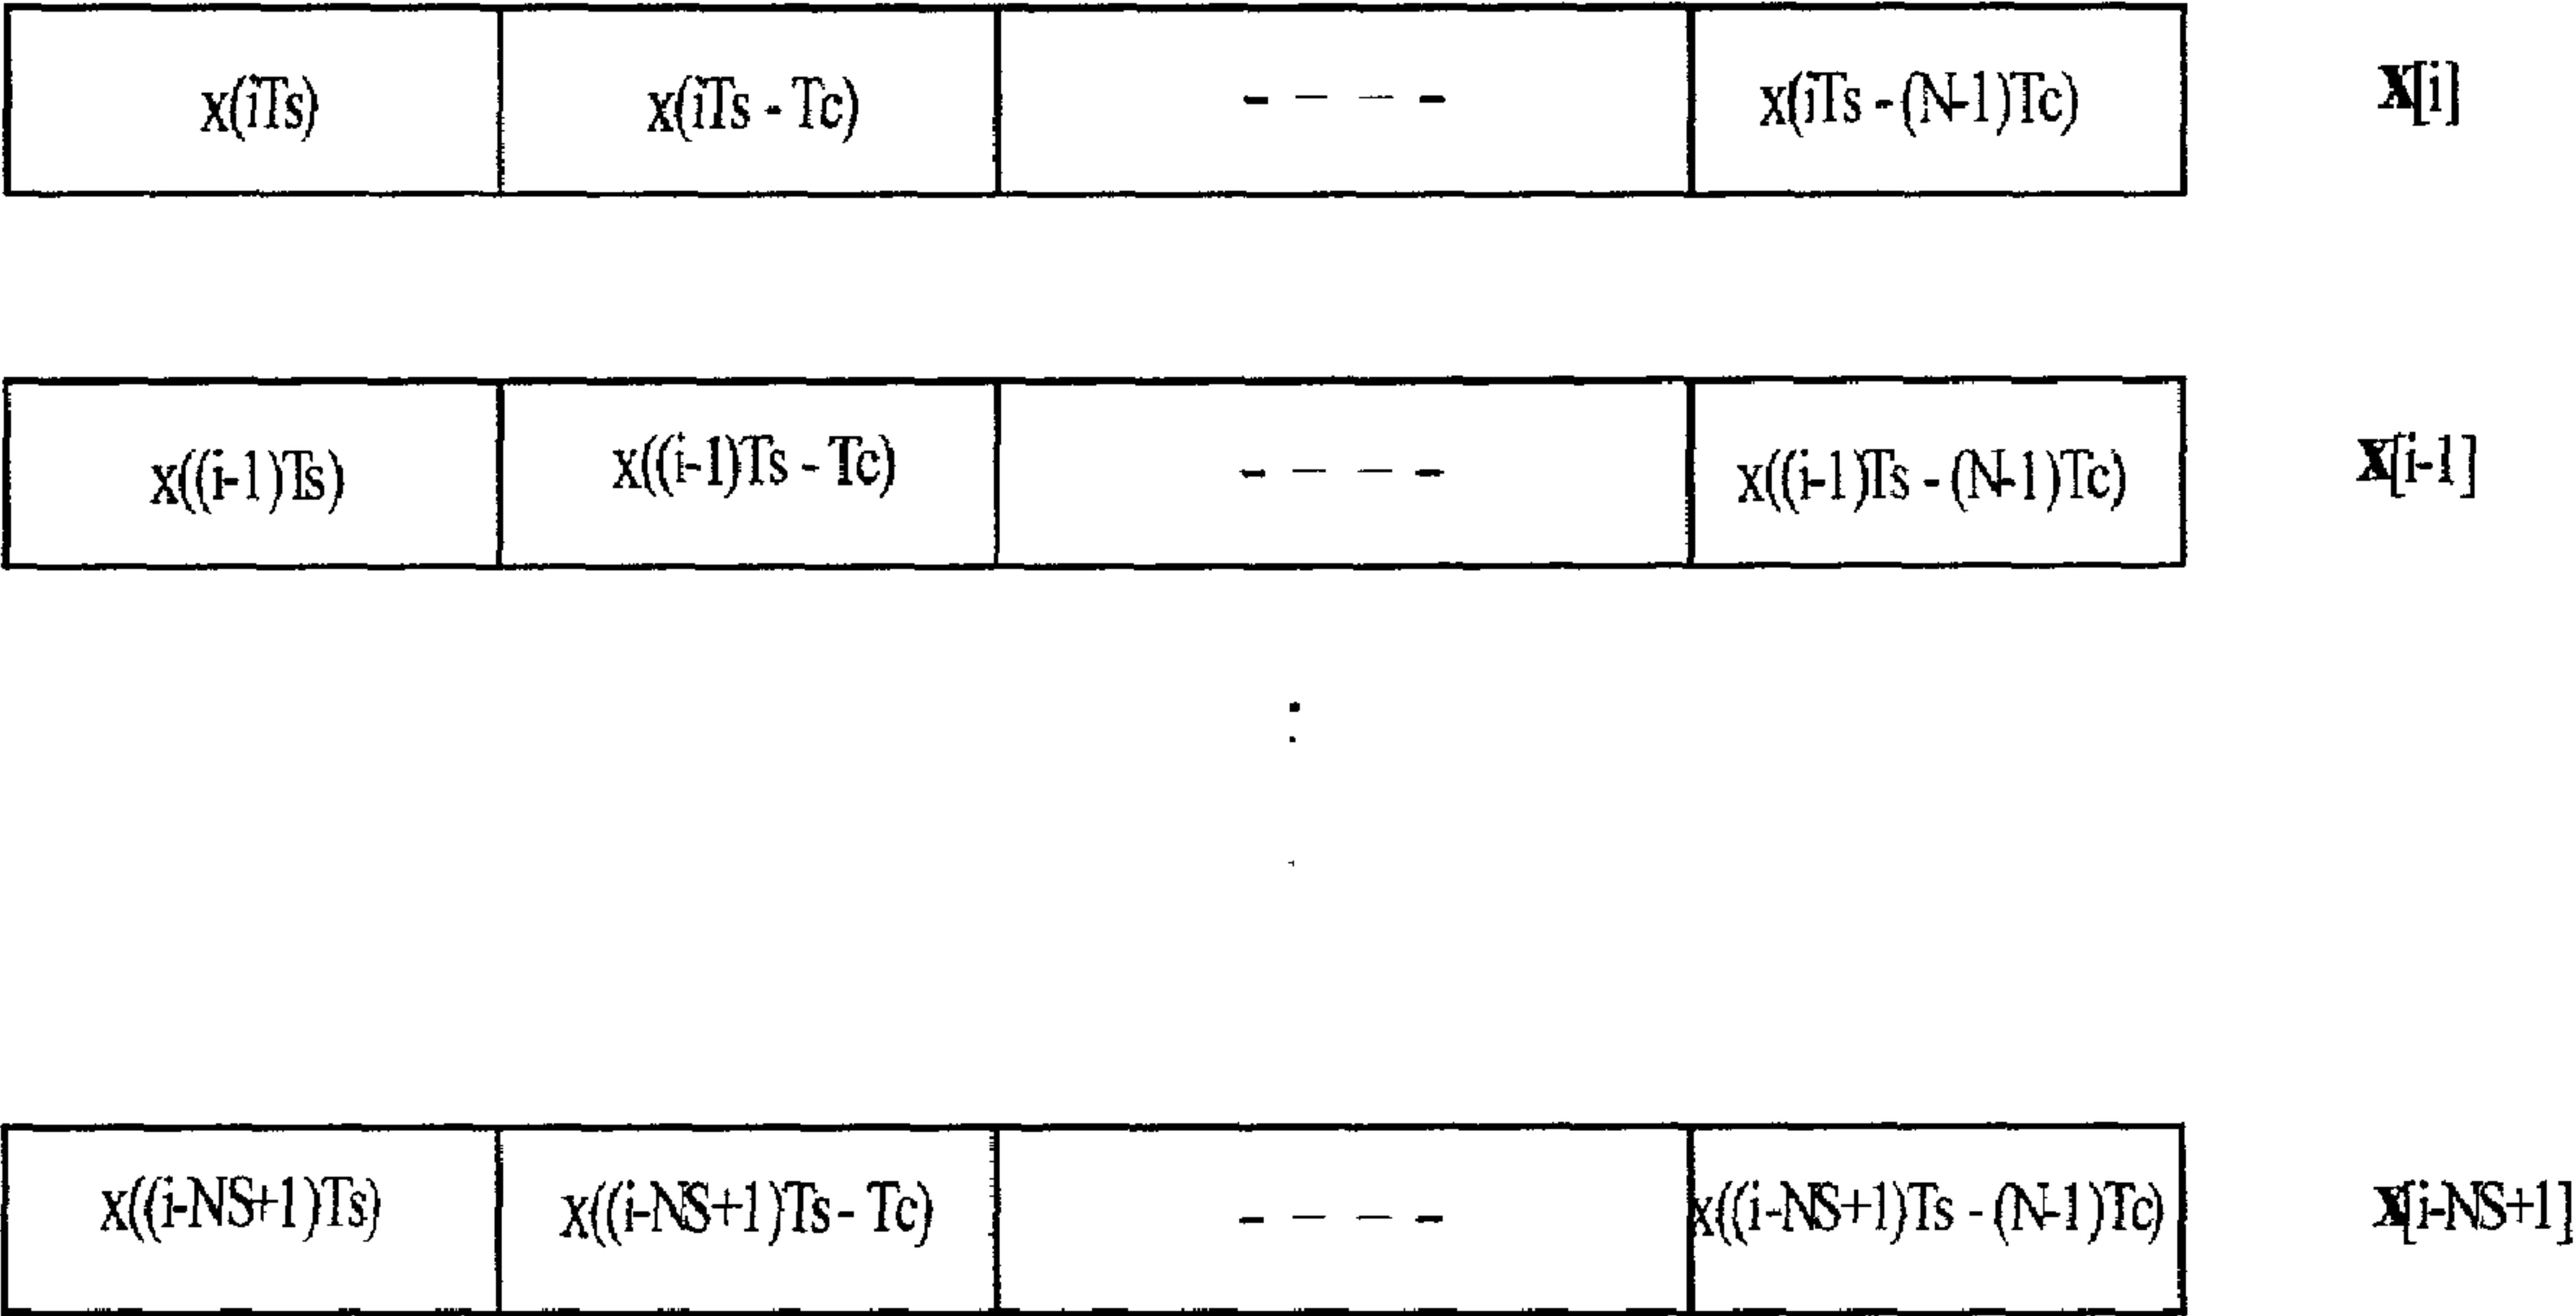 x(iTs) x(iTs - Tc) - - - - x(iTs - (N-1)Tc) x[i]
x((i-1)Ts) x((i-1)Ts - Tc) - - - - x((i-1)Ts - (N-1)Tc) x[i-1]
x((i-NS+1)Ts) x((i-NS+1)Ts - Tc) - - - - x((i-NS+1)Ts - (N-1)Tc) x[i-NS+1]